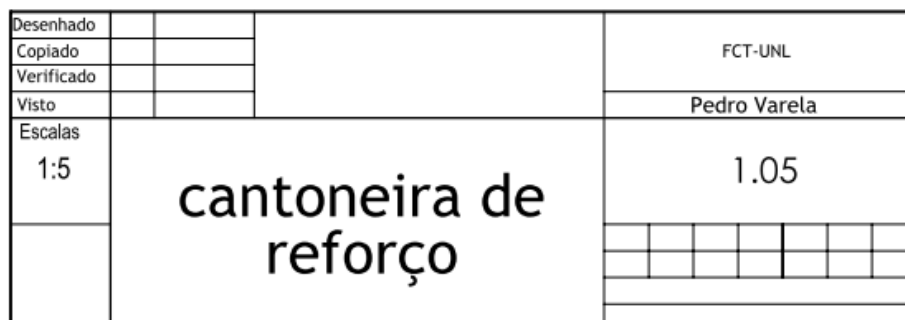 Desenhado
Copiado
FCT-UNL
Verificado
Visto
Pedro Varela
Escalas
1:5
1.05
cantoneira de
reforço